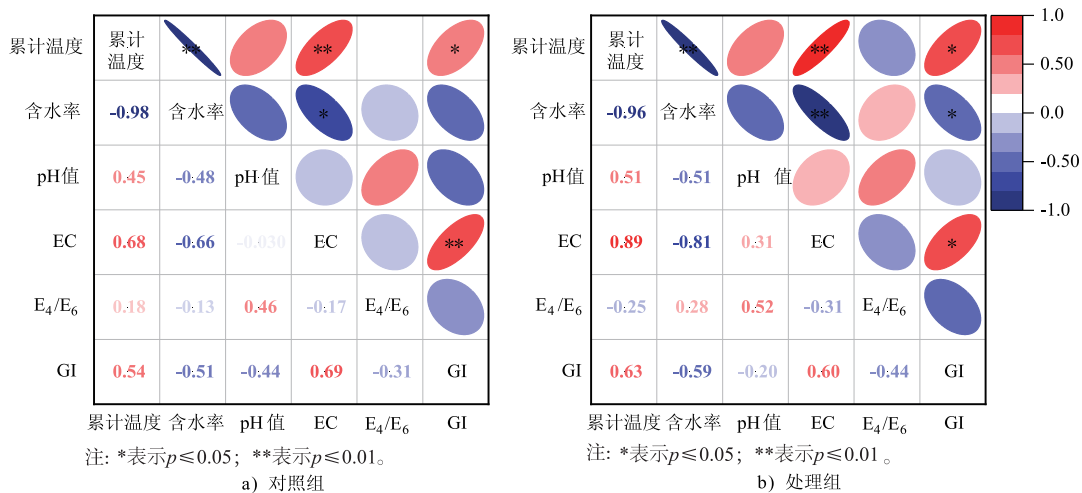 累计温度 累计温度 ** ** *
含水率 -0.98 含水率 *
pH值 0.45 -0.48 pH值
EC 0.68 -0.66 -0.030 EC **
E₄/E₆ 0.18 -0.13 0.46 -0.17 E₄/E₆
GI 0.54 -0.51 -0.44 0.69 -0.31 GI
累计温度 含水率 pH值 EC E₄/E₆ GI
注: *表示p≤0.05；**表示p≤0.01。
a) 对照组
累计温度 累计温度 ** ** *
含水率 -0.96 含水率 ** *
pH值 0.51 -0.51 pH 值
EC 0.89 -0.81 0.31 EC *
E₄/E₆ -0.25 0.28 0.52 -0.31 E₄/E₆
GI 0.63 -0.59 -0.20 0.60 -0.44 GI
累计温度 含水率 pH值 EC E₄/E₆ GI
注: *表示p≤0.05；**表示p≤0.01。
b) 处理组
1.0
0.50
0.0
-0.50
-1.0